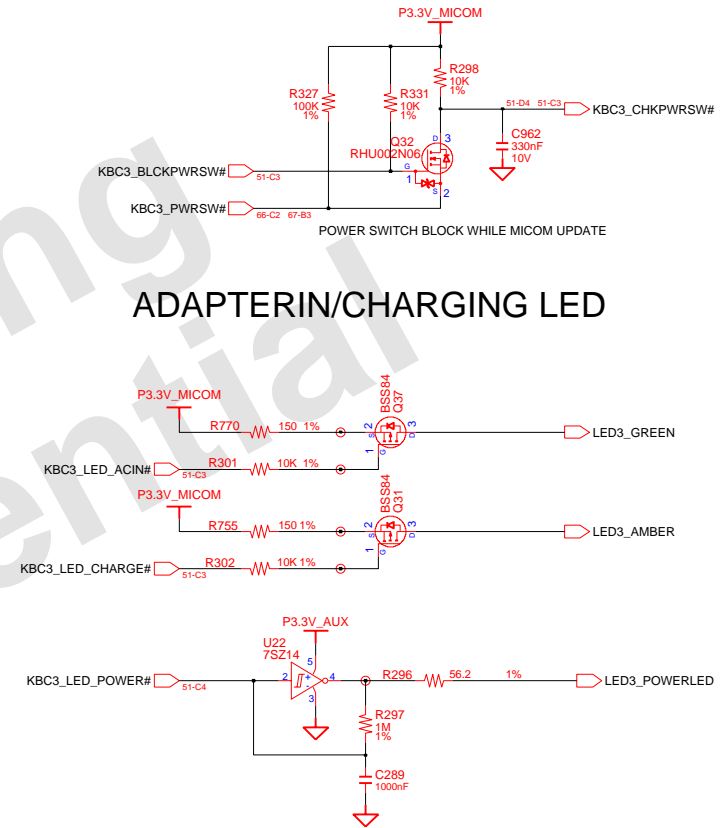 P3.3V_MICOM
R298
10K
1%
R327
100K
1%
R331
10K
1%
51-D4 51-C3
KBC3_CHKPWRSW#
D 3
Q32
RHU002N06
C962
330nF
10V
KBC3_BLCKPWRSW#
51-C3
G
1
S
2
KBC3_PWRSW#
66-C2 67-B3
POWER SWITCH BLOCK WHILE MICOM UPDATE
ADAPTERIN/CHARGING LED
P3.3V_MICOM
BSS84
Q37
R770 150 1%
2 S
3 D
LED3_GREEN
1 G
KBC3_LED_ACIN#
51-C3
R301 10K 1%
P3.3V_MICOM
BSS84
Q31
R755 150 1%
2 S
3 D
LED3_AMBER
1 G
KBC3_LED_CHARGE#
51-C3
R302 10K 1%
P3.3V_AUX
U22
7SZ14
5
KBC3_LED_POWER#
51-C4
2
+
-
4
3
R296 56.2 1%
LED3_POWERLED
R297
1M
1%
C289
1000nF
ng
ential